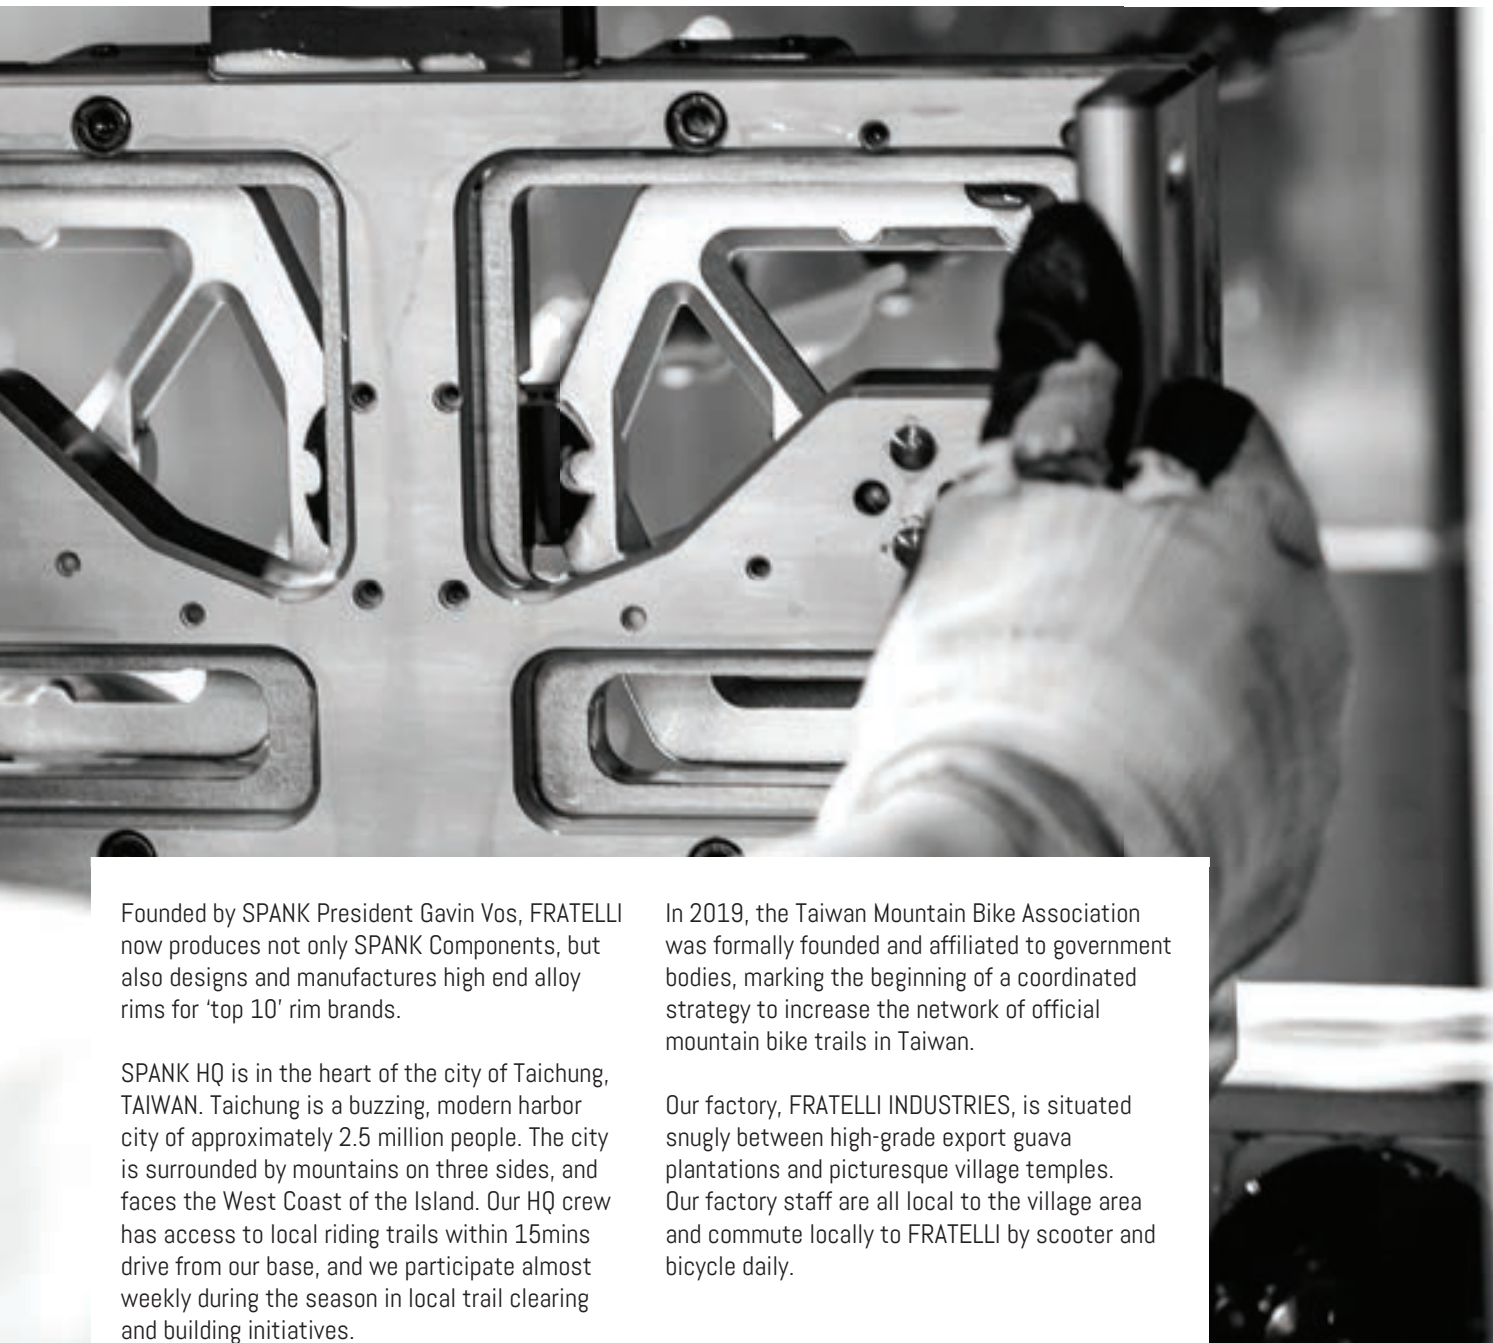 Founded by SPANK President Gavin Vos, FRATELLI
now produces not only SPANK Components, but
also designs and manufactures high end alloy
rims for ‘top 10’ rim brands.
SPANK HQ is in the heart of the city of Taichung,
TAIWAN. Taichung is a buzzing, modern harbor
city of approximately 2.5 million people. The city
is surrounded by mountains on three sides, and
faces the West Coast of the Island. Our HQ crew
has access to local riding trails within 15mins
drive from our base, and we participate almost
weekly during the season in local trail clearing
and building initiatives.
In 2019, the Taiwan Mountain Bike Association
was formally founded and affiliated to government
bodies, marking the beginning of a coordinated
strategy to increase the network of official
mountain bike trails in Taiwan.
Our factory, FRATELLI INDUSTRIES, is situated
snugly between high-grade export guava
plantations and picturesque village temples.
Our factory staff are all local to the village area
and commute locally to FRATELLI by scooter and
bicycle daily.